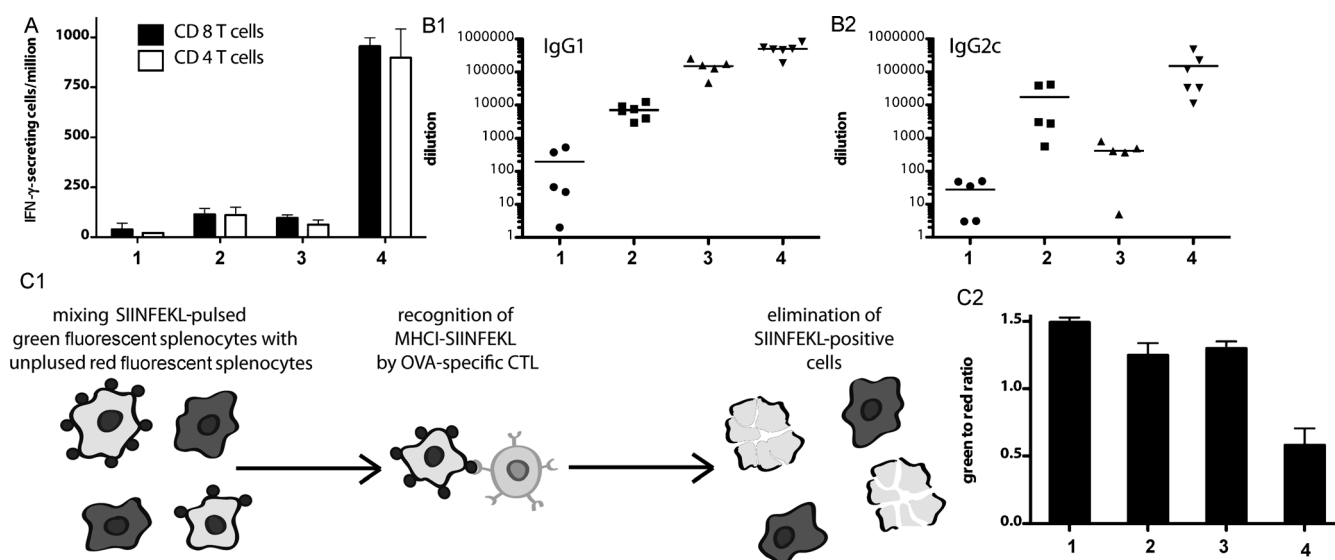 A
CD 8 T cells
CD 4 T cells
IFN-γ-secreting cells/million
1000
750
500
250
0
1 2 3 4
B1
IgG1
dilution
1000000
100000
10000
1000
100
10
1
1 2 3 4
B2
IgG2c
dilution
1000000
100000
10000
1000
100
10
1
1 2 3 4
C1
mixing SIINFEKL-pulsed
green fluorescent splenocytes with
unplused red fluorescent splenocytes
recognition of
MHCI-SIINFEKL
by OVA-specific CTL
elimination of
SIINFEKL-positive
cells
C2
green to red ratio
1.5
1.0
0.5
0.0
1 2 3 4